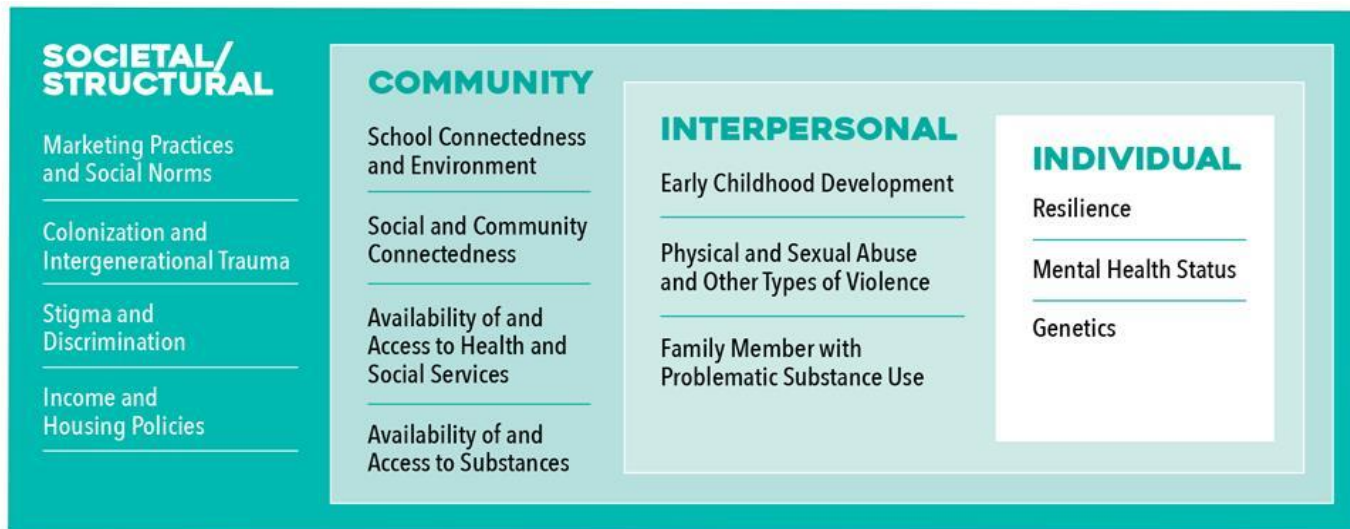 SOCIETAL/
STRUCTURAL
Marketing Practices
and Social Norms
Colonization and
Intergenerational Trauma
Stigma and
Discrimination
Income and
Housing Policies
COMMUNITY
School Connectedness
and Environment
Social and Community
Connectedness
Availability of and
Access to Health and
Social Services
Availability of and
Access to Substances
INTERPERSONAL
Early Childhood Development
Physical and Sexual Abuse
and Other Types of Violence
Family Member with
Problematic Substance Use
INDIVIDUAL
Resilience
Mental Health Status
Genetics